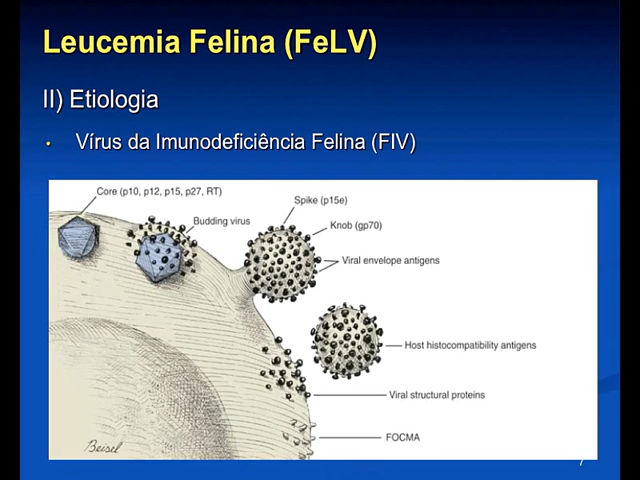 Leucemia Felina (FeLV)
II) Etiologia
• Vírus da Imunodeficiência Felina (FIV)
Core (p10, p12, p15, p27, RT)
Budding virus
Spike (p15e)
Knob (gp70)
Viral envelope antigens
Host histocompatibility antigens
Viral structural proteins
FOCMA
Beisel
7